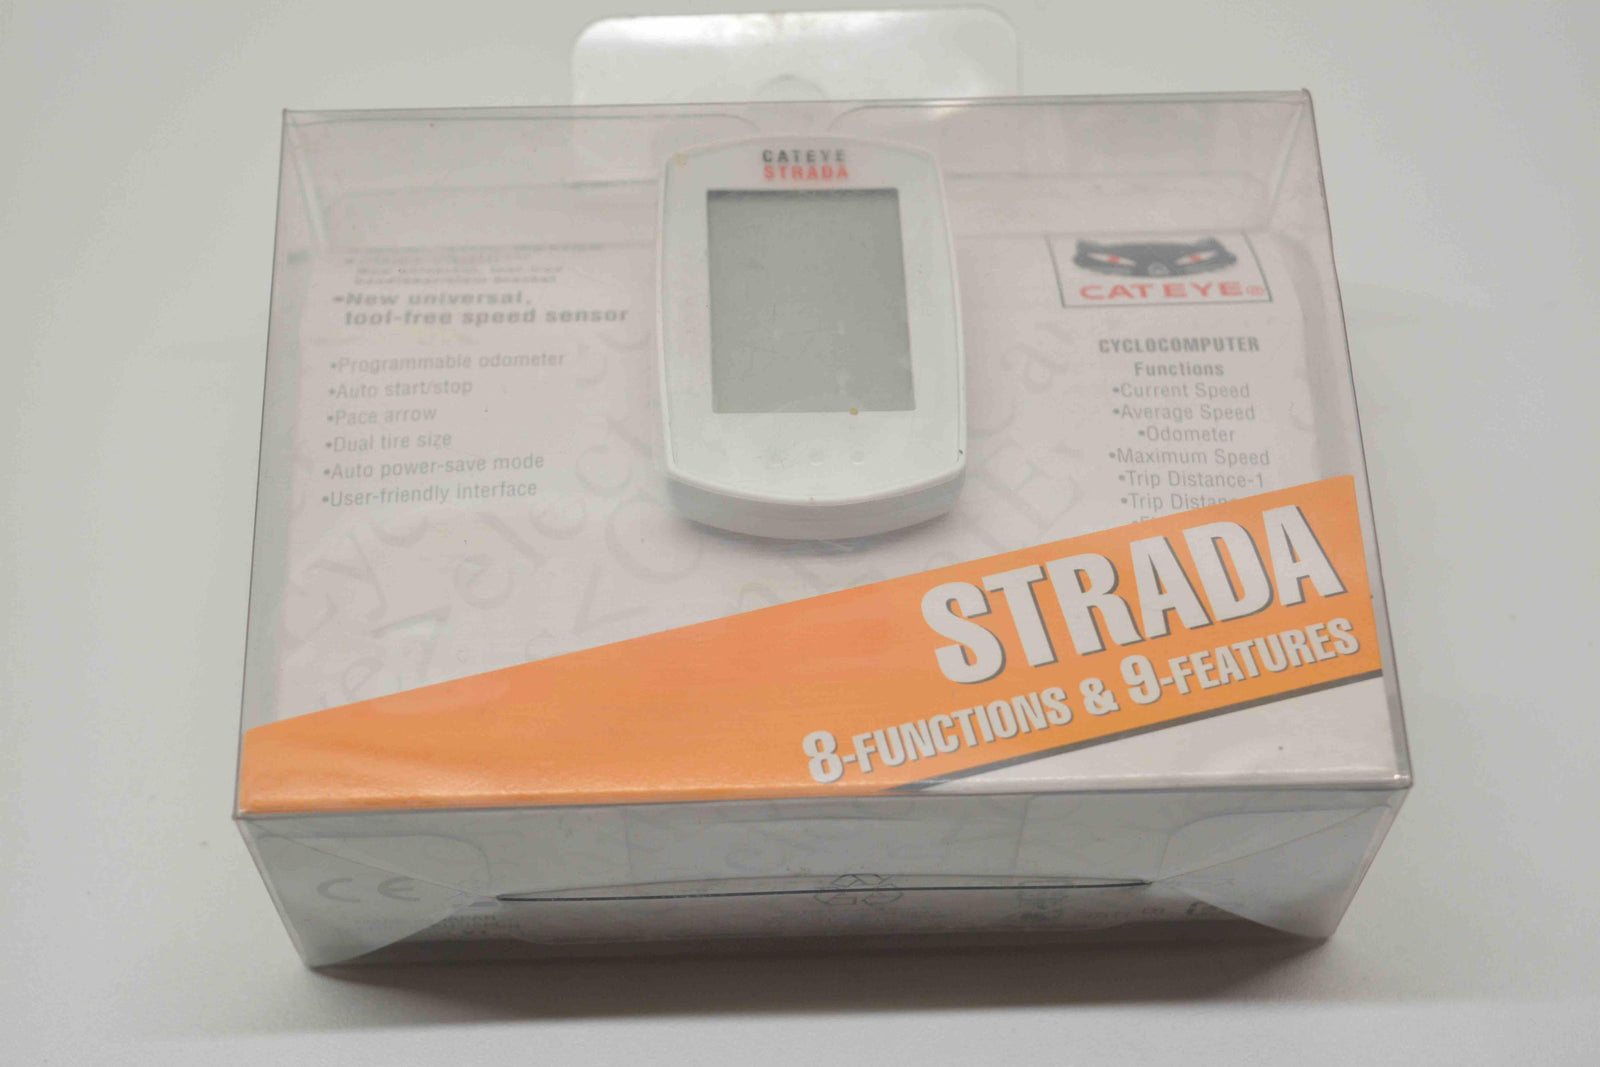 CATEYE
STRADA
•New universal,
tool-free speed sensor
•Programmable odometer
•Auto start/stop
•Pace arrow
•Dual tire size
•Auto power-save mode
•User-friendly interface
CATEYE®
CYCLOCOMPUTER
Functions
•Current Speed
•Average Speed
•Odometer
•Maximum Speed
•Trip Distance-1
•Trip
STRADA
8-FUNCTIONS & 9-FEATURES
CE